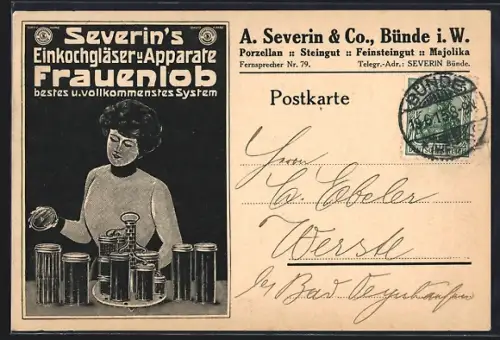 Severin's
Einkochgläser u. Apparate
Frauenlob
bestes u. vollkommenstes System
A. Severin & Co., Bünde i. W.
Porzellan :: Steingut :: Feinsteingut :: Majolika
Fernsprecher Nr. 79. Telegr.-Adr.: SEVERIN Bünde.
Postkarte
BÜNDE
Herrn
C. Ebeler
Werste
bei Bad Oeynhausen